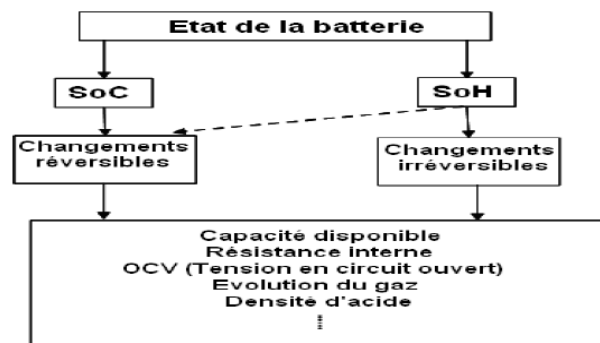 Etat de la batterie
SoC
SoH
Changements
réversibles
Changements
irréversibles
Capacité disponible
Résistance interne
OCV (Tension en circuit ouvert)
Evolution du gaz
Densité d'acide